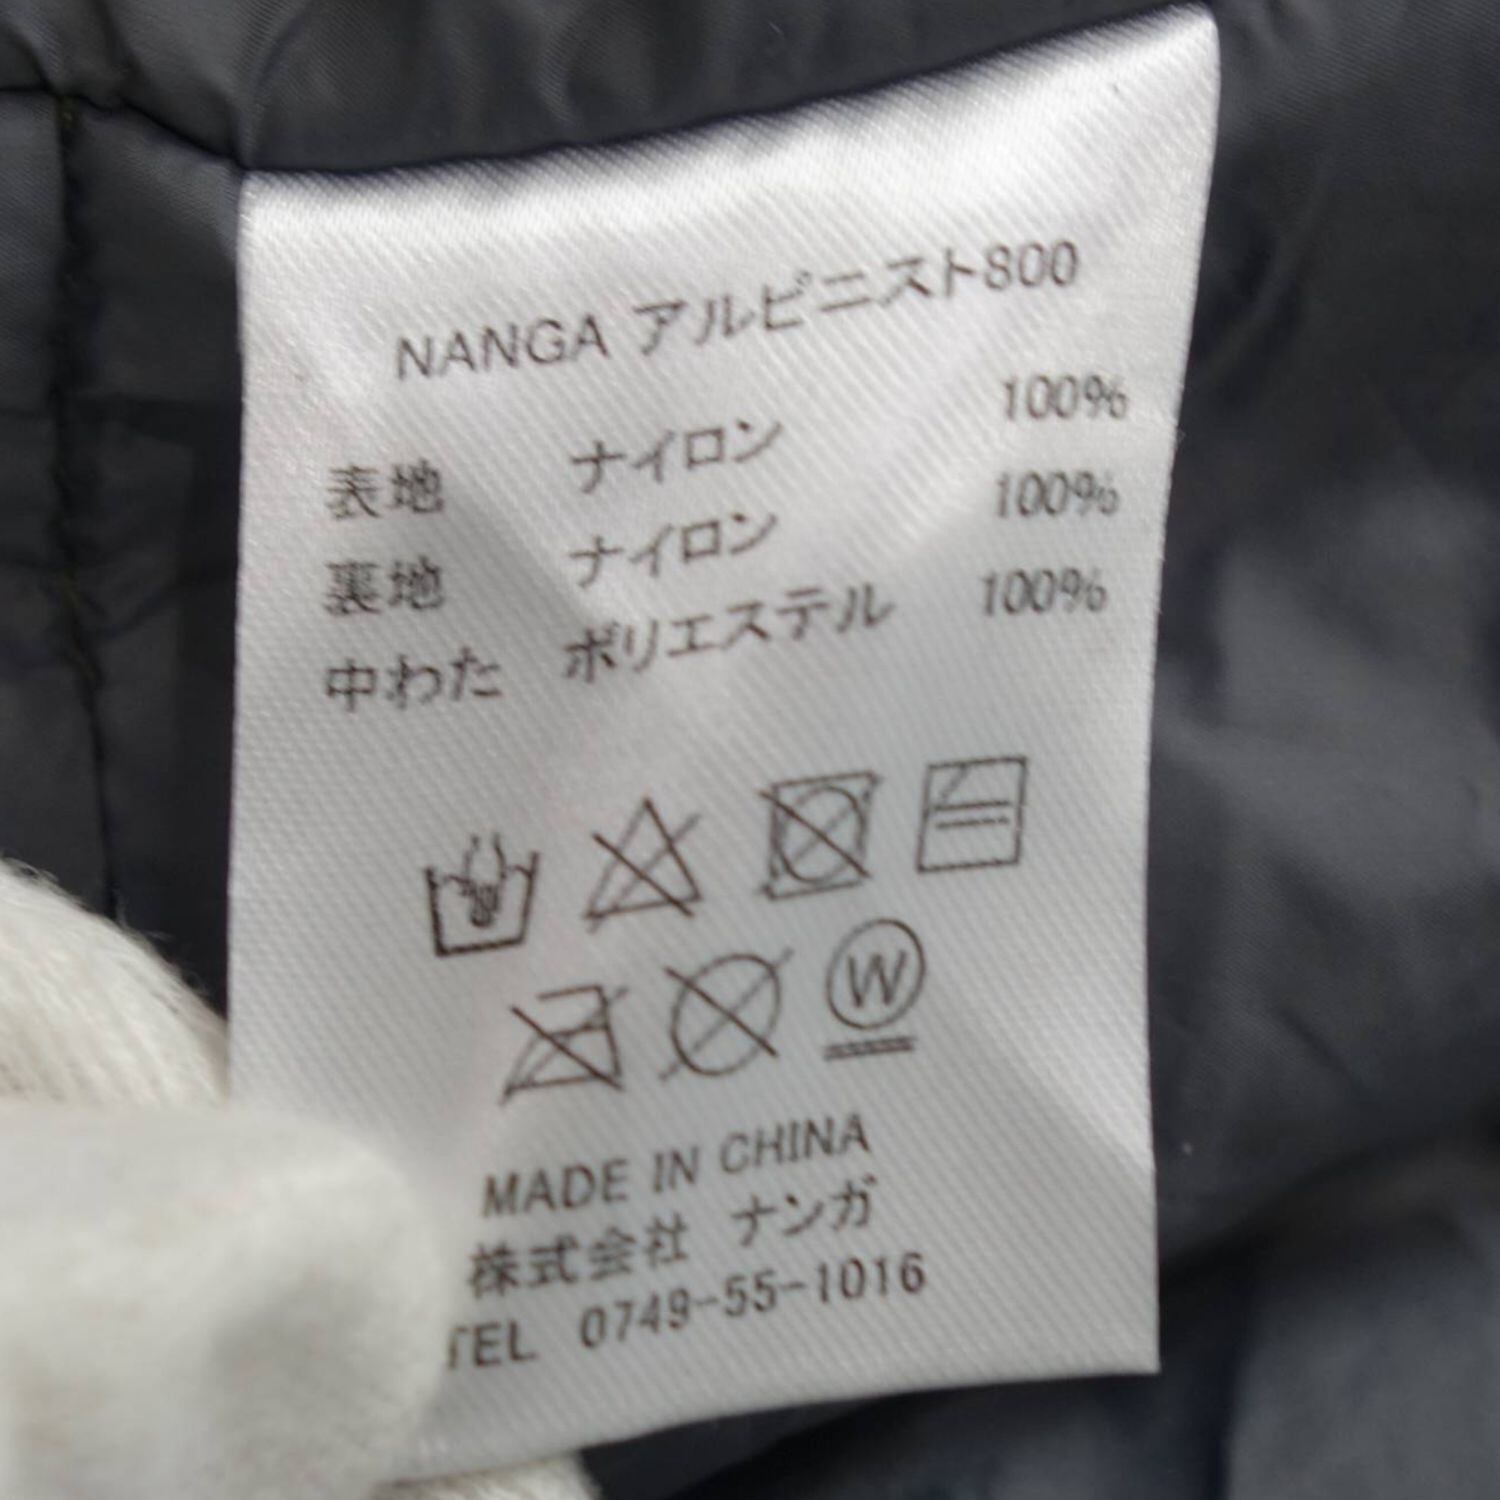 NANGA アルピニスト800
表地 ナイロン 100%
裏地 ナイロン 100%
中わた ポリエステル 100%
W
MADE IN CHINA
株式会社 ナンガ
TEL 0749-55-1016